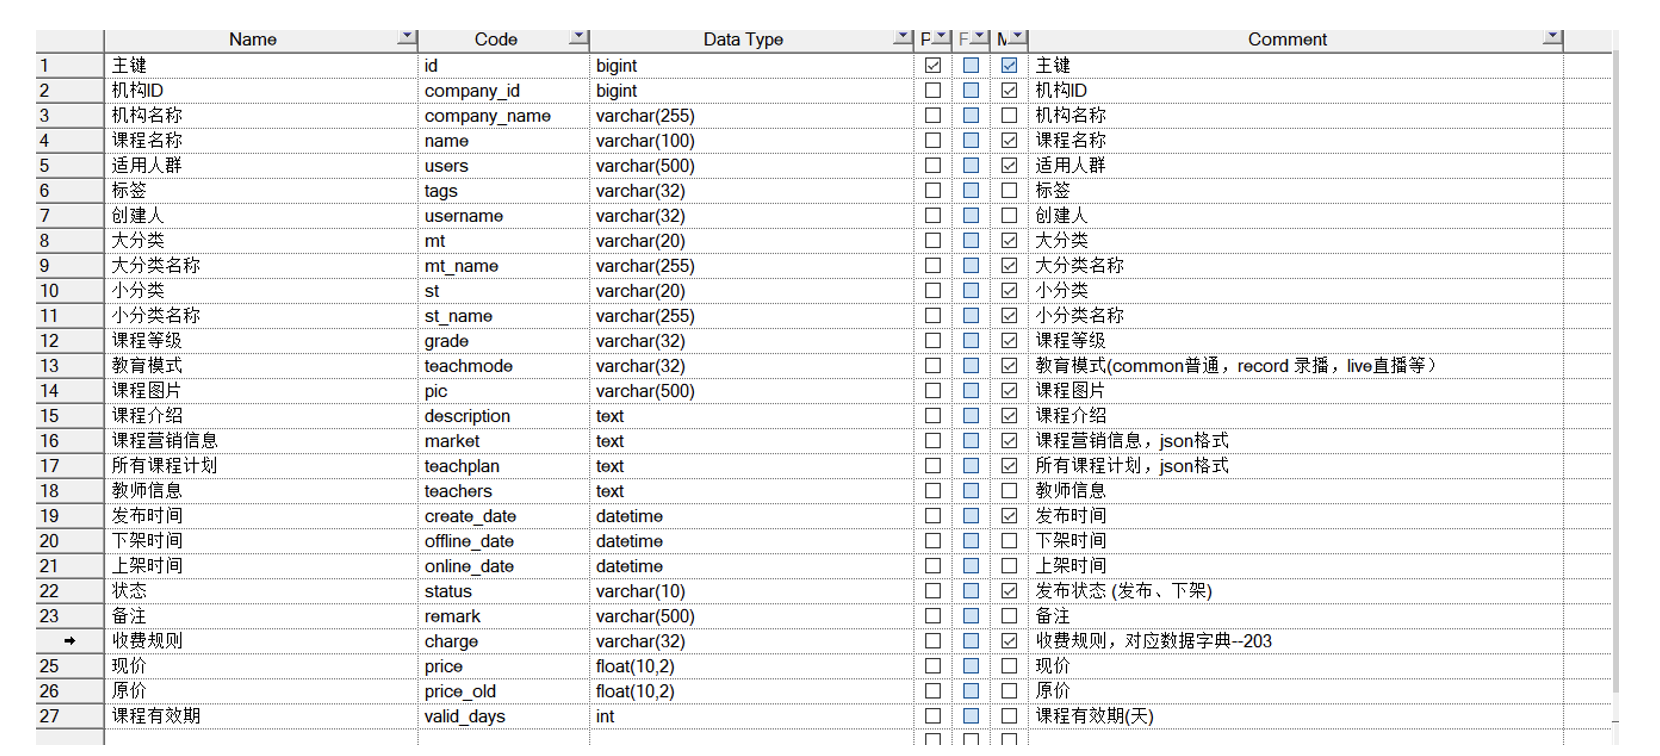 Name Code Data Type P F M Comment
1 主键 id bigint 主键
2 机构ID company_id bigint 机构ID
3 机构名称 company_name varchar(255) 机构名称
4 课程名称 name varchar(100) 课程名称
5 适用人群 users varchar(500) 适用人群
6 标签 tags varchar(32) 标签
7 创建人 username varchar(32) 创建人
8 大分类 mt varchar(20) 大分类
9 大分类名称 mt_name varchar(255) 大分类名称
10 小分类 st varchar(20) 小分类
11 小分类名称 st_name varchar(255) 小分类名称
12 课程等级 grade varchar(32) 课程等级
13 教育模式 teachmode varchar(32) 教育模式(common普通，record 录播，live直播等）
14 课程图片 pic varchar(500) 课程图片
15 课程介绍 description text 课程介绍
16 课程营销信息 market text 课程营销信息，json格式
17 所有课程计划 teachplan text 所有课程计划，json格式
18 教师信息 teachers text 教师信息
19 发布时间 create_date datetime 发布时间
20 下架时间 offline_date datetime 下架时间
21 上架时间 online_date datetime 上架时间
22 状态 status varchar(10) 发布状态 (发布、下架)
23 备注 remark varchar(500) 备注
收费规则 charge varchar(32) 收费规则，对应数据字典--203
25 现价 price float(10,2) 现价
26 原价 price_old float(10,2) 原价
27 课程有效期 valid_days int 课程有效期(天)